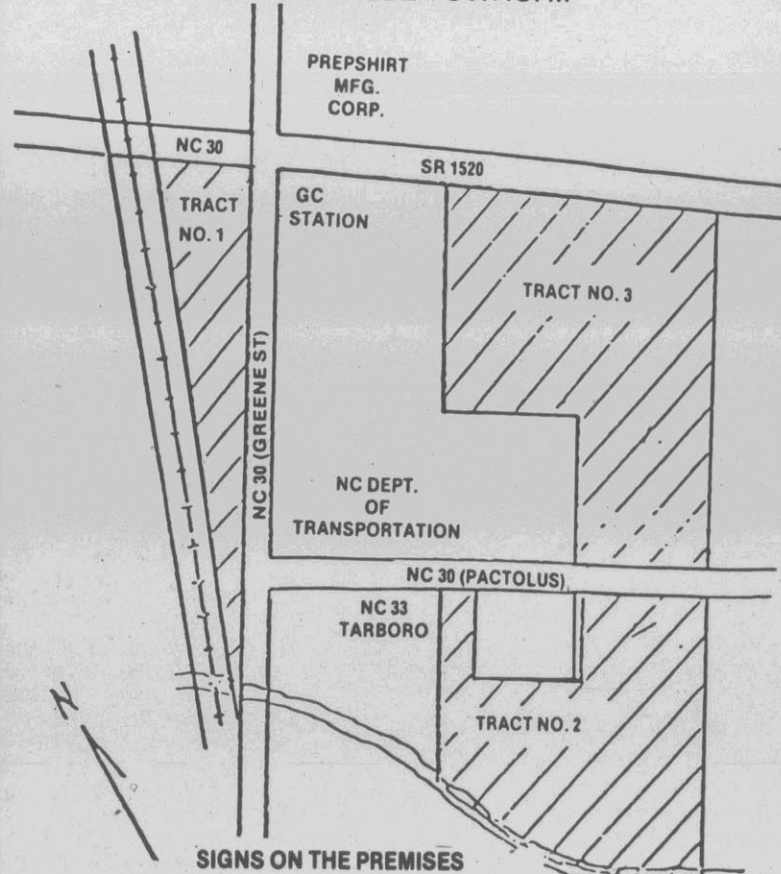 PREPSHIRT
MFG.
CORP.
NC 30
SR 1520
TRACT
NO. 1
GC
STATION
TRACT NO. 3
NC 30 (GREENE ST)
NC DEPT.
OF
TRANSPORTATION
NC 30 (PACTOLUS)
NC 33
TARBORO
TRACT NO. 2
N
SIGNS ON THE PREMISES